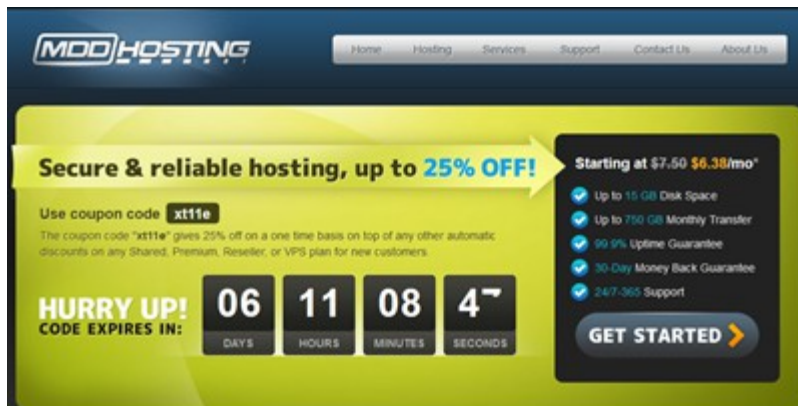 MDDHOSTING
Home Hosting Services Support Contact Us About Us
Secure & reliable hosting, up to 25% OFF!
Use coupon code xt11e
The coupon code "xt11e" gives 25% off on a one time basis on top of any other automatic
discounts on any Shared, Premium, Reseller, or VPS plan for new customers
HURRY UP!
CODE EXPIRES IN:
06 11 08
DAYS HOURS MINUTES SECONDS
Starting at $7.50 $6.38/mo*
Up to 15 GB Disk Space
Up to 750 GB Monthly Transfer
99.9% Uptime Guarantee
30-Day Money Back Guarantee
24/7-365 Support
GET STARTED